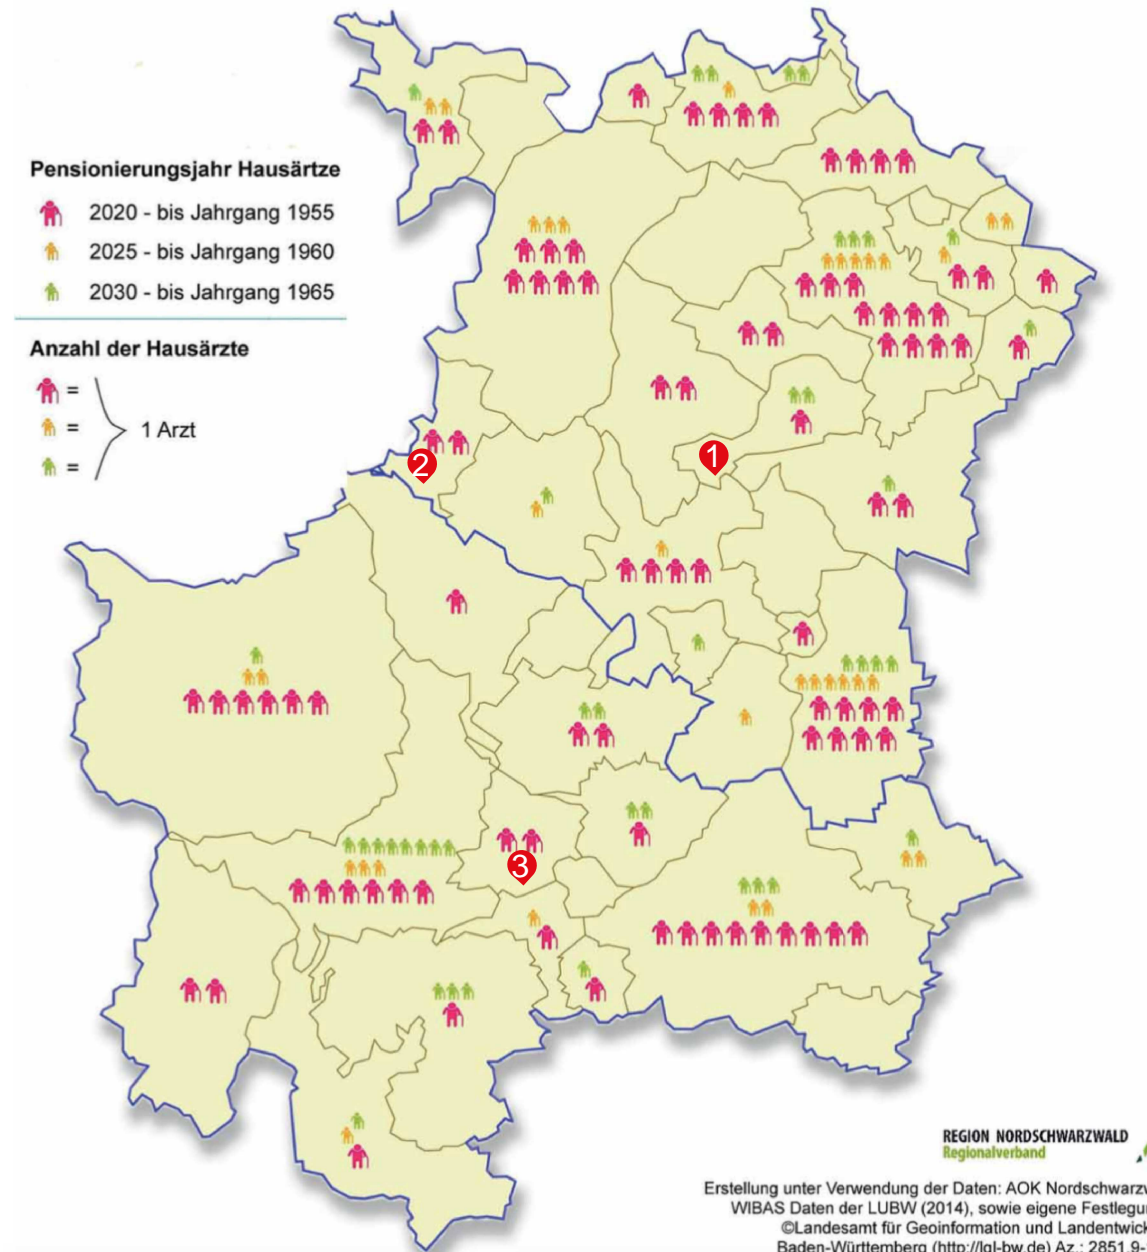 Pensionierungsjahr Hausärtze
2020 - bis Jahrgang 1955
2025 - bis Jahrgang 1960
2030 - bis Jahrgang 1965
Anzahl der Hausärzte
=
= 1 Arzt
=
1
2
3
REGION NORDSCHWARZWALD
Regionalverband
Erstellung unter Verwendung der Daten: AOK Nordschwarzw
WIBAS Daten der LUBW (2014), sowie eigene Festlegun
©Landesamt für Geoinformation und Landentwick
Baden-Württemberg (http://lgl-bw.de) Az.: 2851.9-